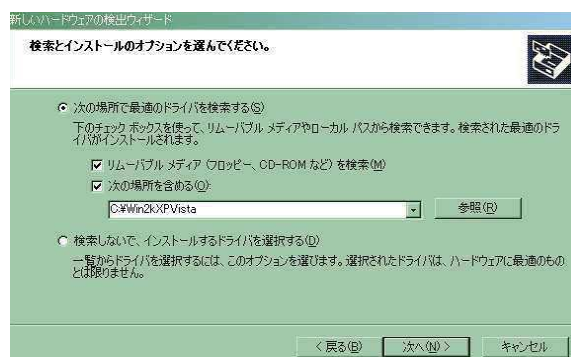 新しいハードウェアの検出ウィザード
検索とインストールのオプションを選んでください。
次の場所で最適のドライバを検索する(S)
下のチェック ボックスを使って、リムーバブル メディアやローカル パスから検索できます。検索された最適のドラ
イバがインストールされます。
リムーバブル メディア (フロッピー、CD-ROM など) を検索(M)
次の場所を含める(O):
C:¥Win2kXPVista
参照(R)
検索しないで、インストールするドライバを選択する(D)
一覧からドライバを選択するには、このオプションを選びます。選択されたドライバは、ハードウェアに最適のもの
とは限りません。
< 戻る(B)
次へ(N) >
キャンセル